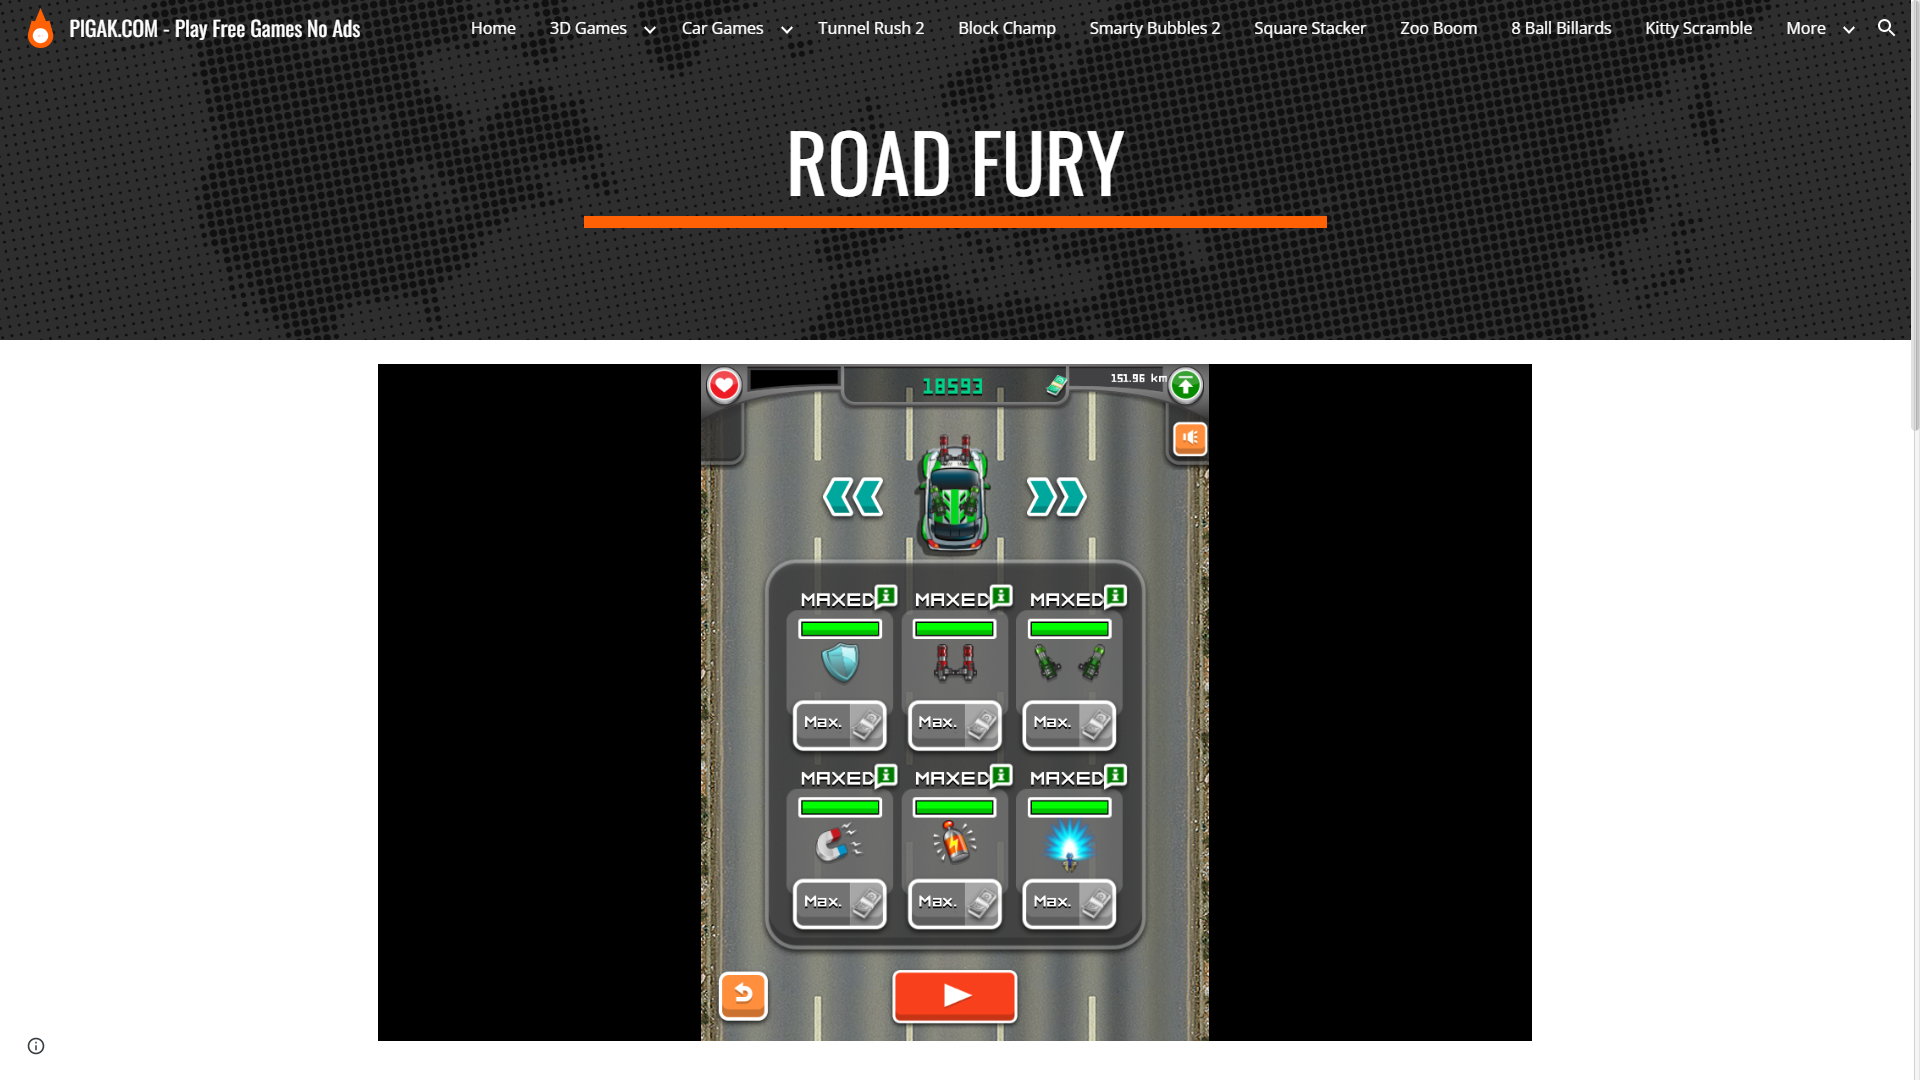 PIGAK.COM - Play Free Games No Ads
Home 3D Games Car Games Tunnel Rush 2 Block Champ Smarty Bubbles 2 Square Stacker Zoo Boom 8 Ball Billards Kitty Scramble More
ROAD FURY
18593
151.96 km
MAXED MAXED MAXED
Max. Max. Max.
MAXED MAXED MAXED
Max. Max. Max.